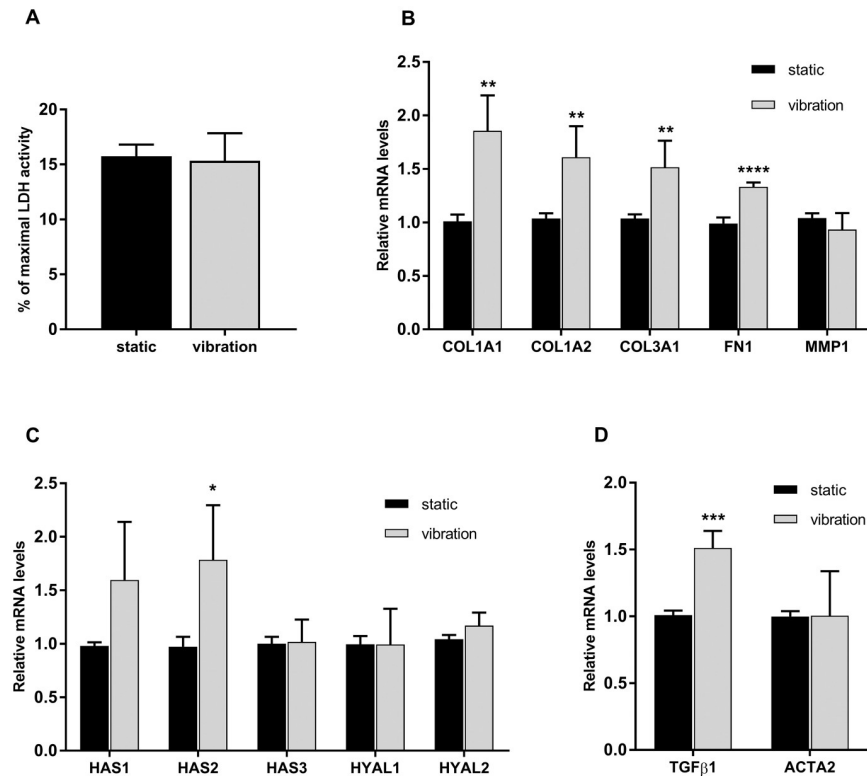 A
% of maximal LDH activity
20
15
10
5
0
static vibration
B
Relative mRNA levels
2.5
2.0
1.5
1.0
0.5
0.0
static
vibration
** ** ** ****
COL1A1 COL1A2 COL3A1 FN1 MMP1
C
Relative mRNA levels
2.5
2.0
1.5
1.0
0.5
0.0
static
vibration
*
HAS1 HAS2 HAS3 HYAL1 HYAL2
D
Relative mRNA levels
2.0
1.5
1.0
0.5
0.0
static
vibration
***
TGFβ1 ACTA2